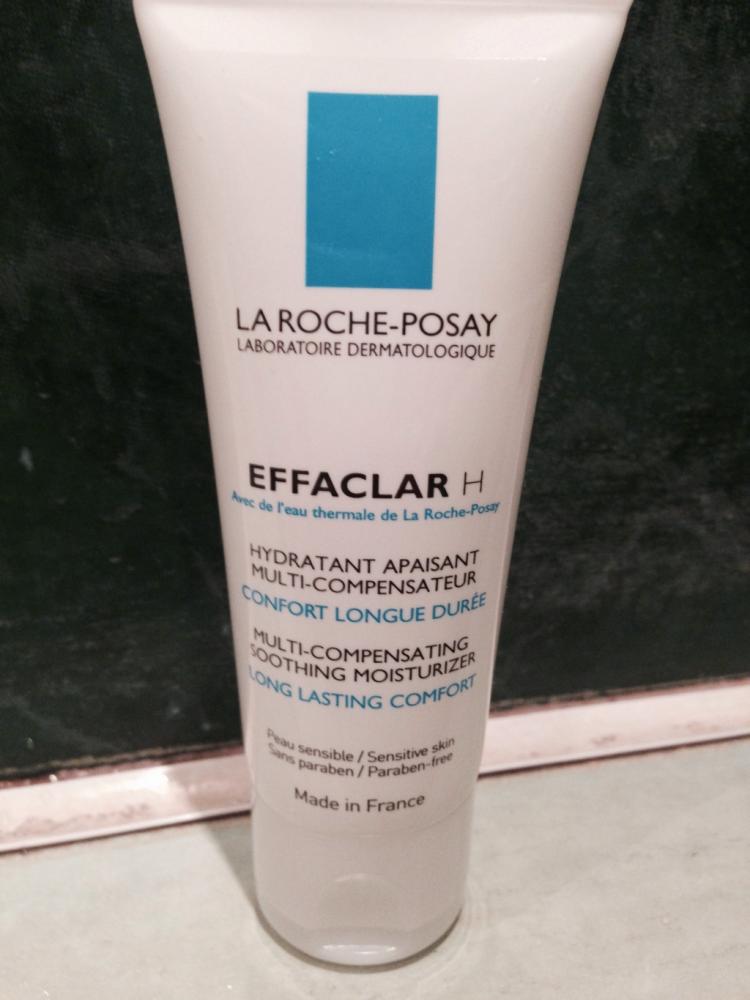 LA ROCHE-POSAY
LABORATOIRE DERMATOLOGIQUE
EFFACLAR H
Avec de l'eau thermale de La Roche-Posay
HYDRATANT APAISANT
MULTI-COMPENSATEUR
CONFORT LONGUE DURÉE
MULTI-COMPENSATING
SOOTHING MOISTURIZER
LONG LASTING COMFORT
Peau sensible / Sensitive skin
Sans paraben / Paraben-free
Made in France